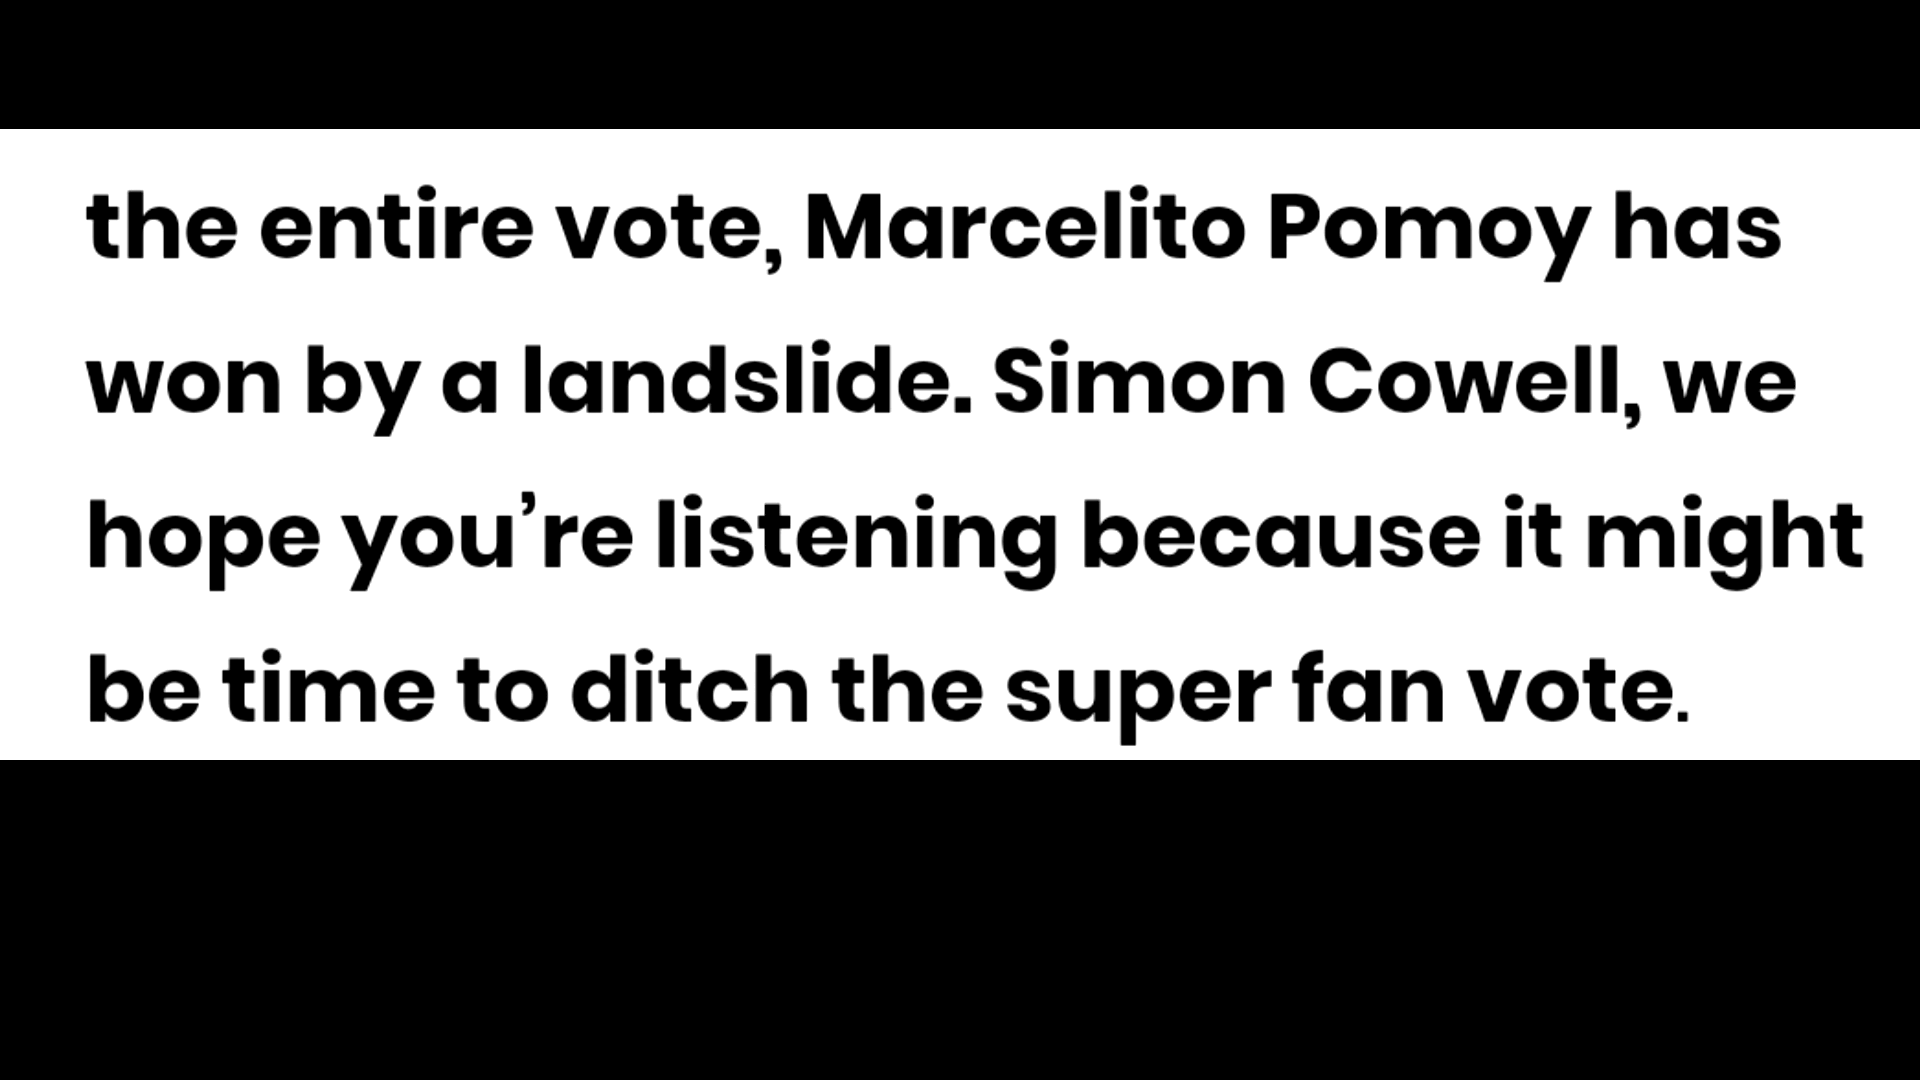 the entire vote, Marcelito Pomoy has
won by a landslide. Simon Cowell, we
hope you’re listening because it might
be time to ditch the super fan vote.